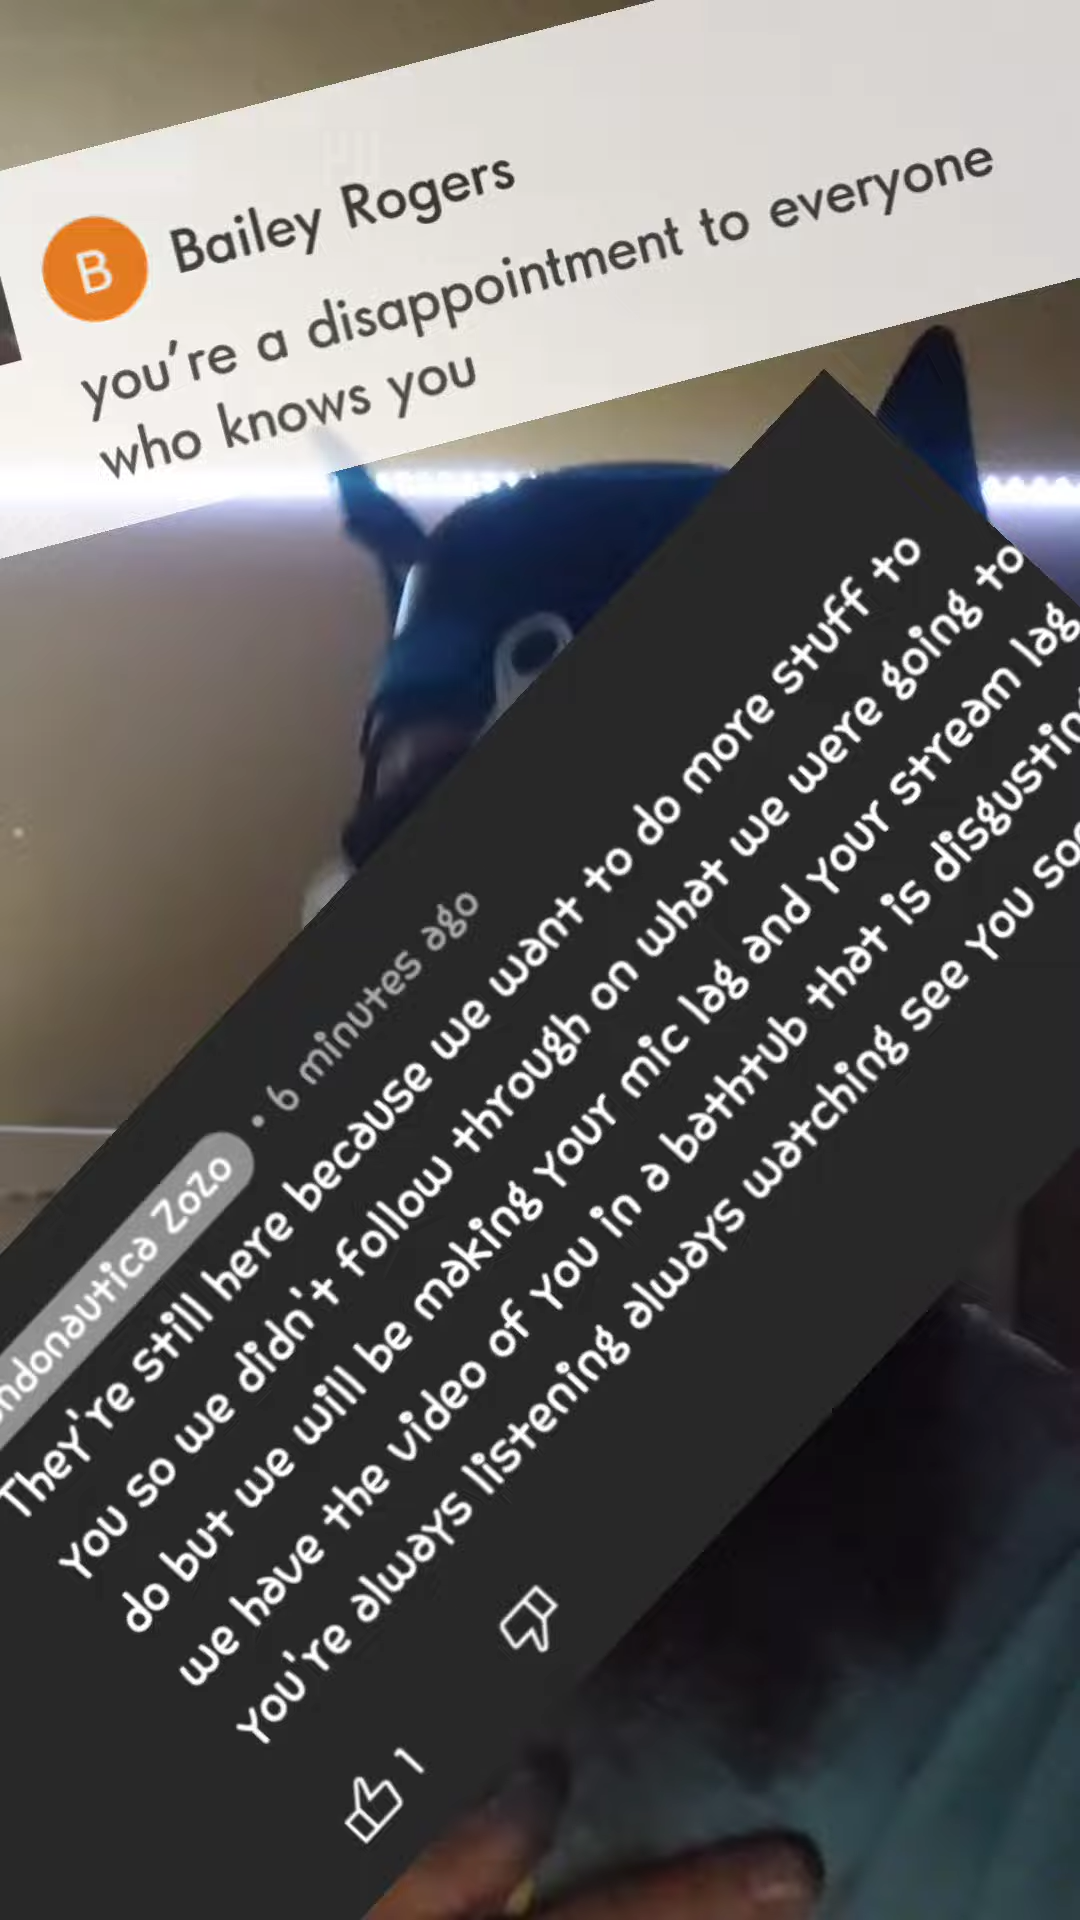 B
Bailey Rogers
you're a disappointment to everyone
who knows you
ndonautica ZoZo • 6 minutes ago
They're still here because we want to do more stuff to
you so we didn't follow through on what we were going to
do but we will be making your mic lag and your stream lag
we have the video of you in a bathtub that is disgusting
you're always listening always watching see you
1